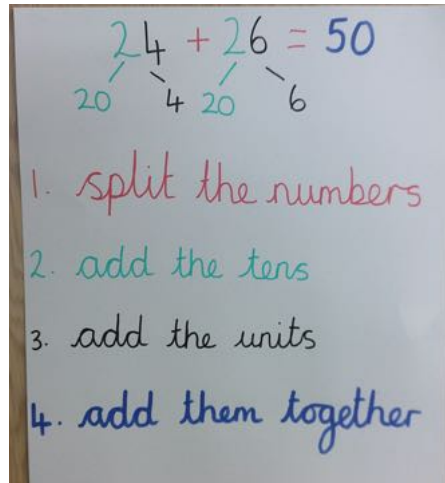 24 + 26 = 50
20 4 20 6
1. split the numbers
2. add the tens
3. add the units
4. add them together